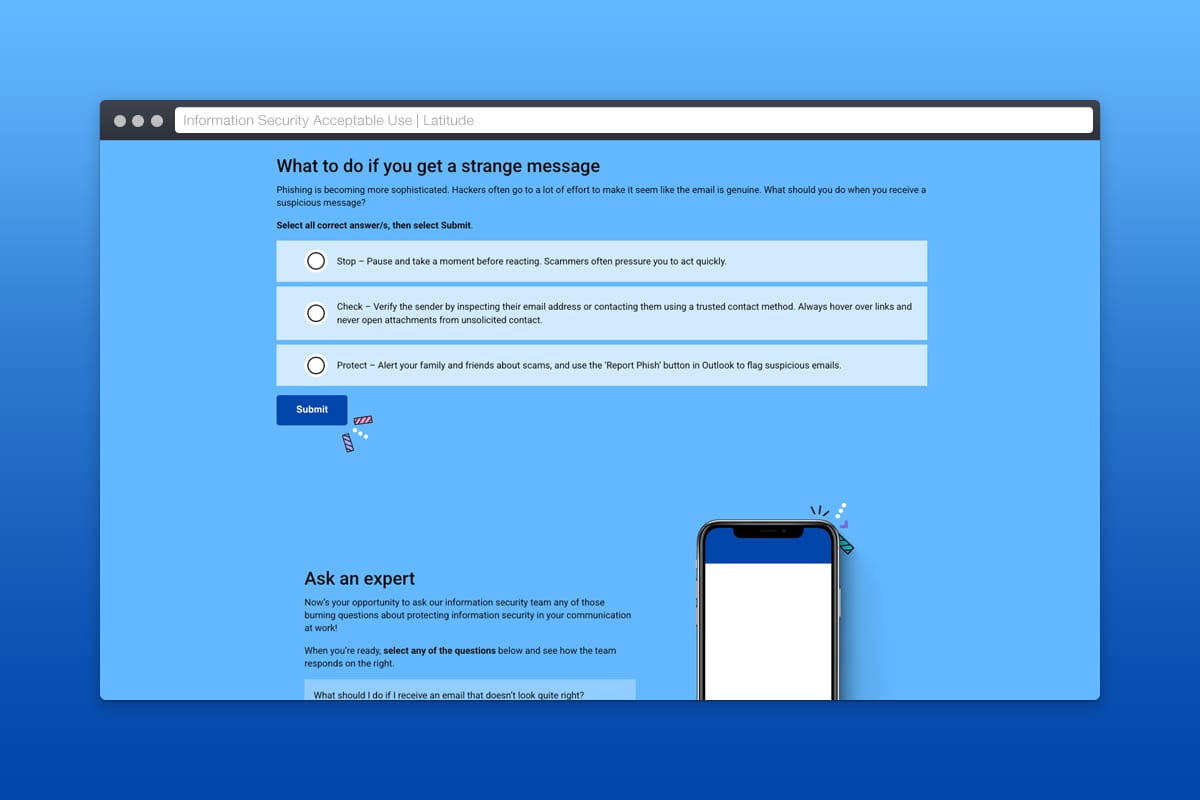 Information Security Acceptable Use | Latitude
What to do if you get a strange message
Phishing is becoming more sophisticated. Hackers often go to a lot of effort to make it seem like the email is genuine. What should you do when you receive a
suspicious message?
Select all correct answer/s, then select Submit.
Stop – Pause and take a moment before reacting. Scammers often pressure you to act quickly.
Check – Verify the sender by inspecting their email address or contacting them using a trusted contact method. Always hover over links and
never open attachments from unsolicited contact.
Protect – Alert your family and friends about scams, and use the 'Report Phish' button in Outlook to flag suspicious emails.
Submit
Ask an expert
Now's your opportunity to ask our information security team any of those
burning questions about protecting information security in your communication
at work!
When you're ready, select any of the questions below and see how the team
responds on the right.
What should I do if I receive an email that doesn't look quite right?